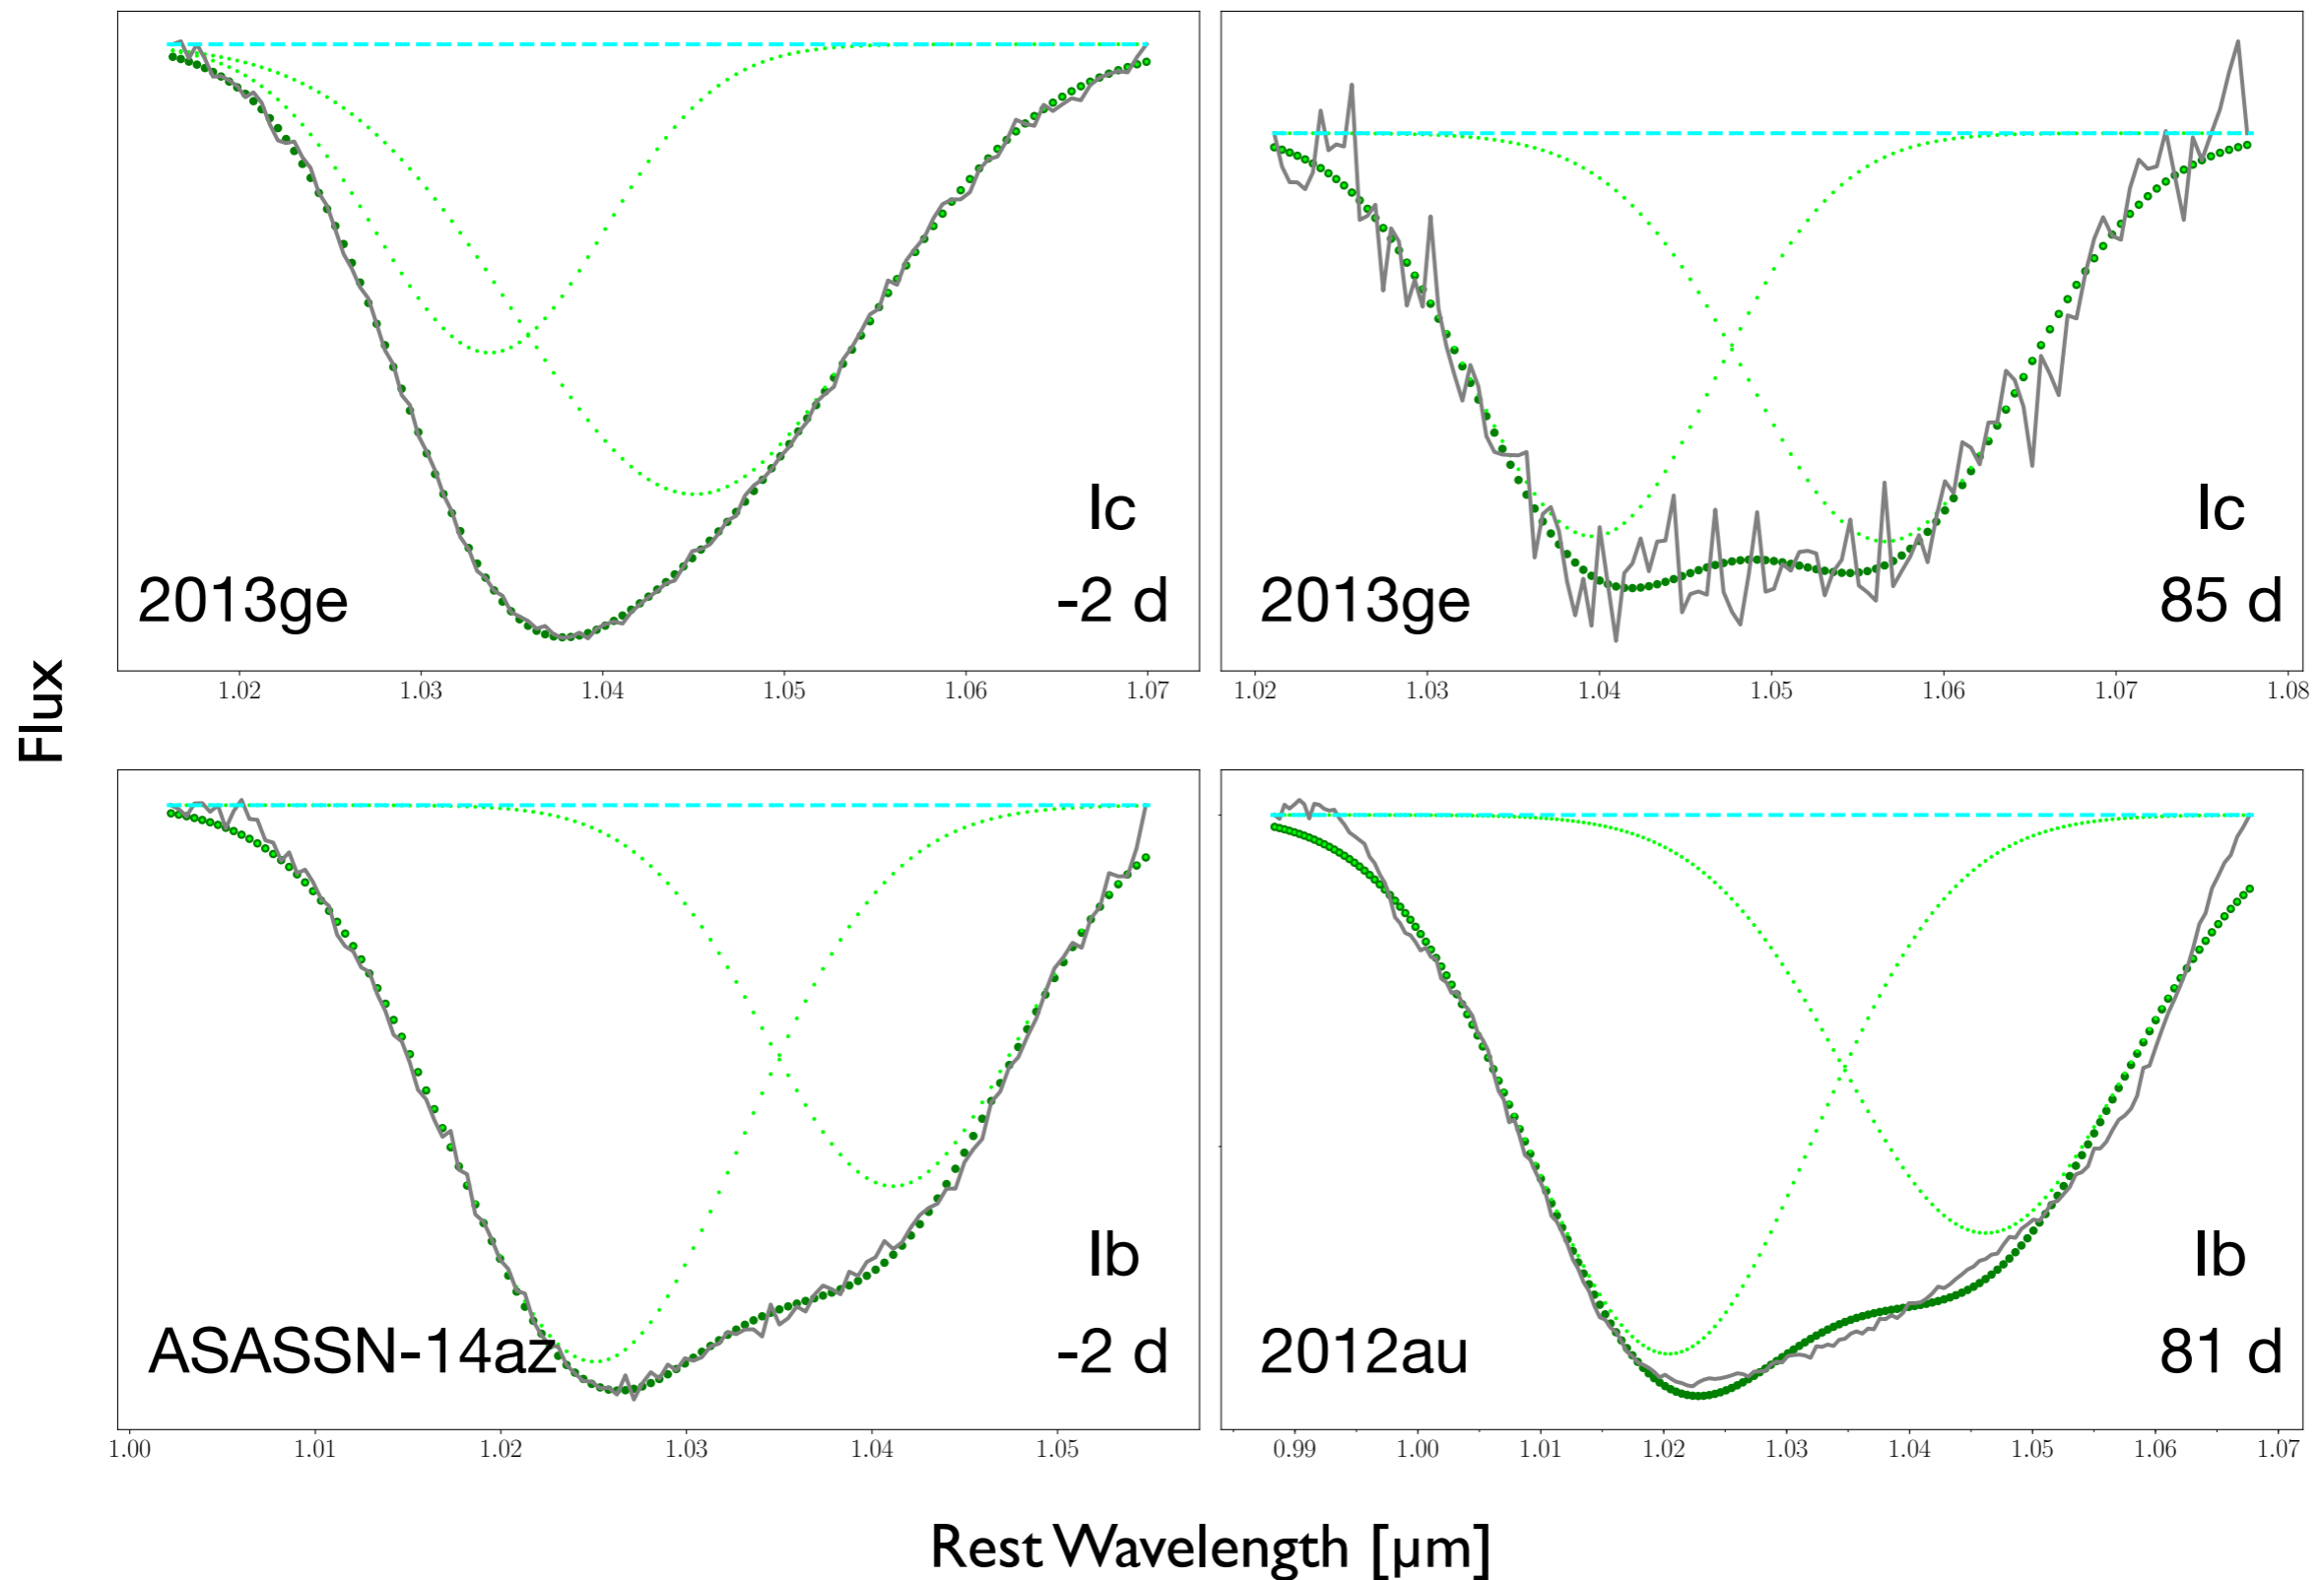 Flux
Ic
2013ge
-2 d
1.02 1.03 1.04 1.05 1.06 1.07
Ic
2013ge
85 d
1.02 1.03 1.04 1.05 1.06 1.07 1.08
Ib
ASASSN-14az
-2 d
1.00 1.01 1.02 1.03 1.04 1.05
Ib
2012au
81 d
0.99 1.00 1.01 1.02 1.03 1.04 1.05 1.06 1.07
Rest Wavelength [µm]